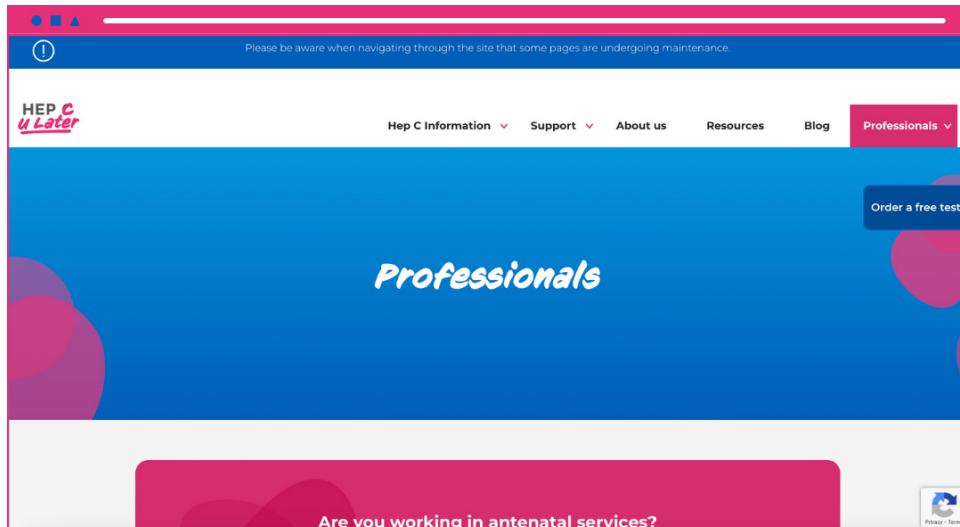 Please be aware when navigating through the site that some pages are undergoing maintenance.
HEP C
U Later
Hep C Information Support About us Resources Blog Professionals
Order a free test
Professionals
Are you working in antenatal services?
Privacy - Term